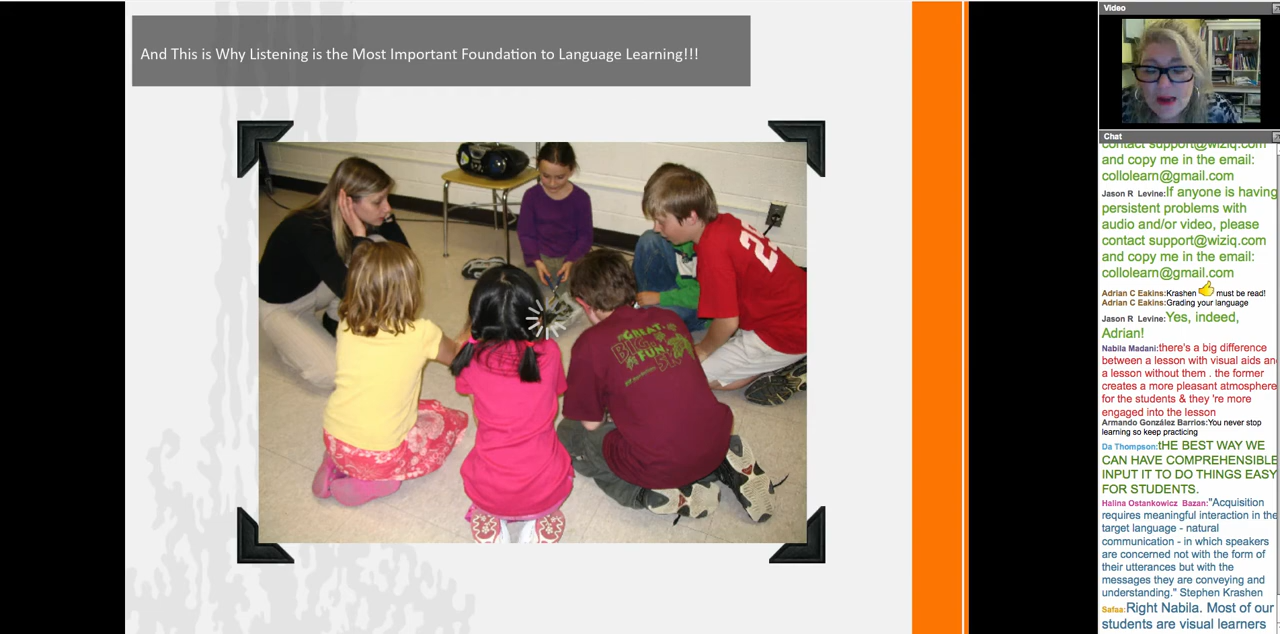 And This is Why Listening is the Most Important Foundation to Language Learning!!!
GREAT
BIG
FUN
Video
Chat
contact support@wiziq.com
and copy me in the email:
collolearn@gmail.com
Jason R Levine:If anyone is having
persistent problems with
audio and/or video, please
contact support@wiziq.com
and copy me in the email:
collolearn@gmail.com
Adrian C Eakins:Krashen must be read!
Adrian C Eakins:Grading your language
Jason R Levine:Yes, indeed,
Adrian!
Nabila Madani:there's a big difference
between a lesson with visual aids and
a lesson without them . the former
creates a more pleasant atmosphere
for the students & they 're more
engaged into the lesson
Armando González Barrios:You never stop
learning so keep practicing
Da Thompson:tHE BEST WAY WE
CAN HAVE COMPREHENSIBLE
INPUT IT TO DO THINGS EASY
FOR STUDENTS.
Halina Ostankowicz Bazan:"Acquisition
requires meaningful interaction in the
target language - natural
communication - in which speakers
are concerned not with the form of
their utterances but with the
messages they are conveying and
understanding." Stephen Krashen
Safaa:Right Nabila. Most of our
students are visual learners